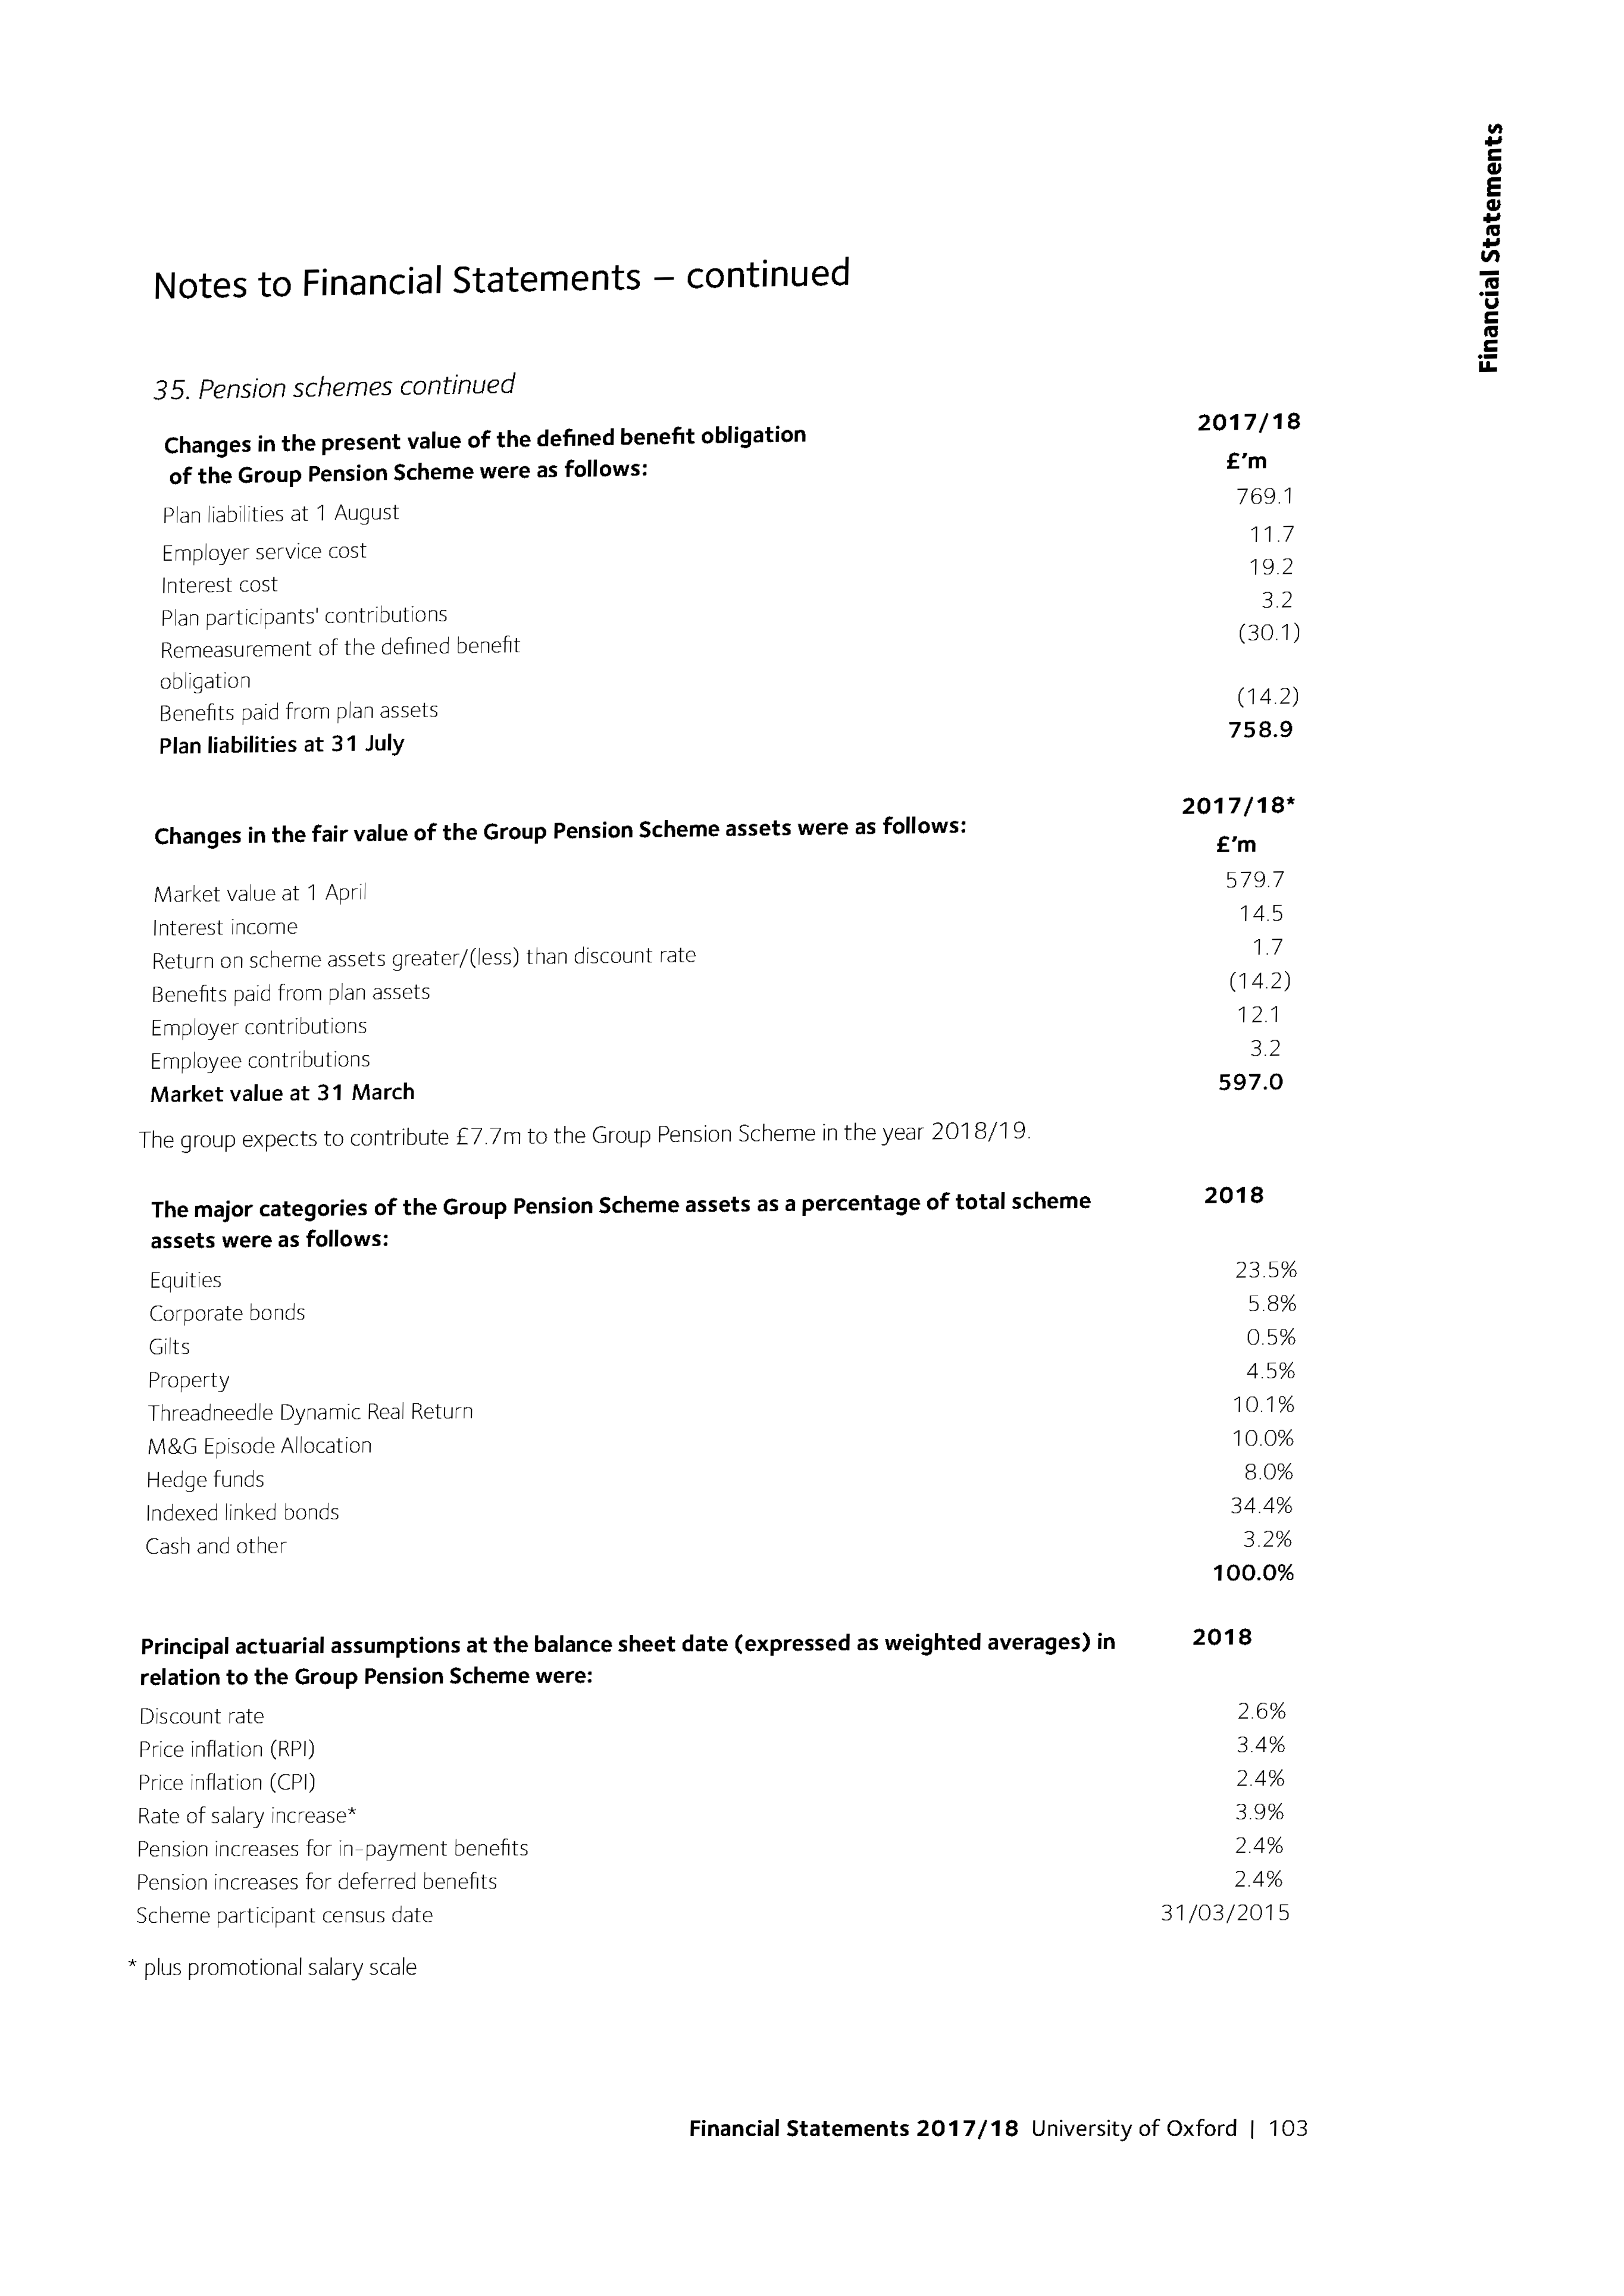 Financial Statements
Notes to Financial Statements – continued
35. Pension schemes continued
Changes in the present value of the defined benefit obligation 2017/18
of the Group Pension Scheme were as follows: £'m
Plan liabilities at 1 August 769.1
Employer service cost 11.7
Interest cost 19.2
Plan participants' contributions 3.2
Remeasurement of the defined benefit (30.1)
obligation
Benefits paid from plan assets (14.2)
Plan liabilities at 31 July 758.9
2017/18*
Changes in the fair value of the Group Pension Scheme assets were as follows: £'m
Market value at 1 April 579.7
Interest income 14.5
Return on scheme assets greater/(less) than discount rate 1.7
Benefits paid from plan assets (14.2)
Employer contributions 12.1
Employee contributions 3.2
Market value at 31 March 597.0
The group expects to contribute £7.7m to the Group Pension Scheme in the year 2018/19.
The major categories of the Group Pension Scheme assets as a percentage of total scheme 2018
assets were as follows:
Equities 23.5%
Corporate bonds 5.8%
Gilts 0.5%
Property 4.5%
Threadneedle Dynamic Real Return 10.1%
M&G Episode Allocation 10.0%
Hedge funds 8.0%
Indexed linked bonds 34.4%
Cash and other 3.2%
100.0%
Principal actuarial assumptions at the balance sheet date (expressed as weighted averages) in 2018
relation to the Group Pension Scheme were:
Discount rate 2.6%
Price inflation (RPI) 3.4%
Price inflation (CPI) 2.4%
Rate of salary increase* 3.9%
Pension increases for in-payment benefits 2.4%
Pension increases for deferred benefits 2.4%
Scheme participant census date 31/03/2015
* plus promotional salary scale
Financial Statements 2017/18 University of Oxford | 103